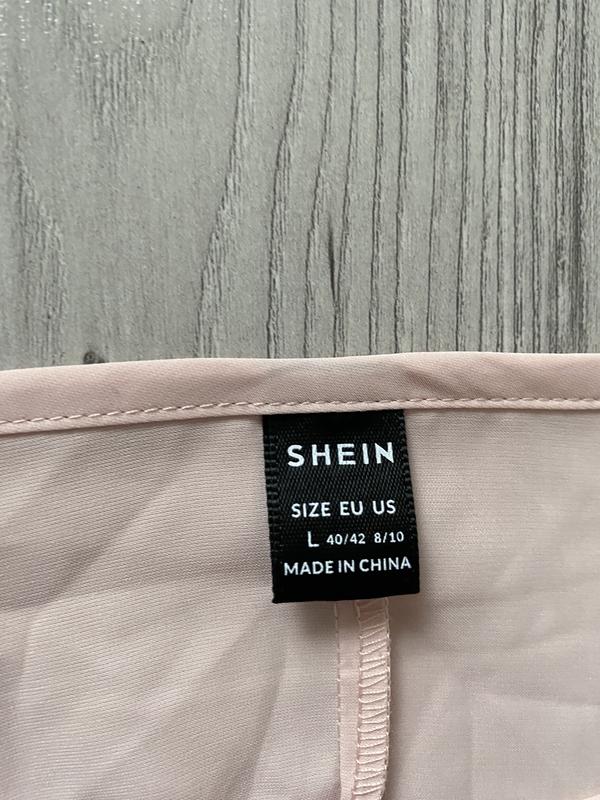 SHEIN
SIZE EU US
L 40/42 8/10
MADE IN CHINA